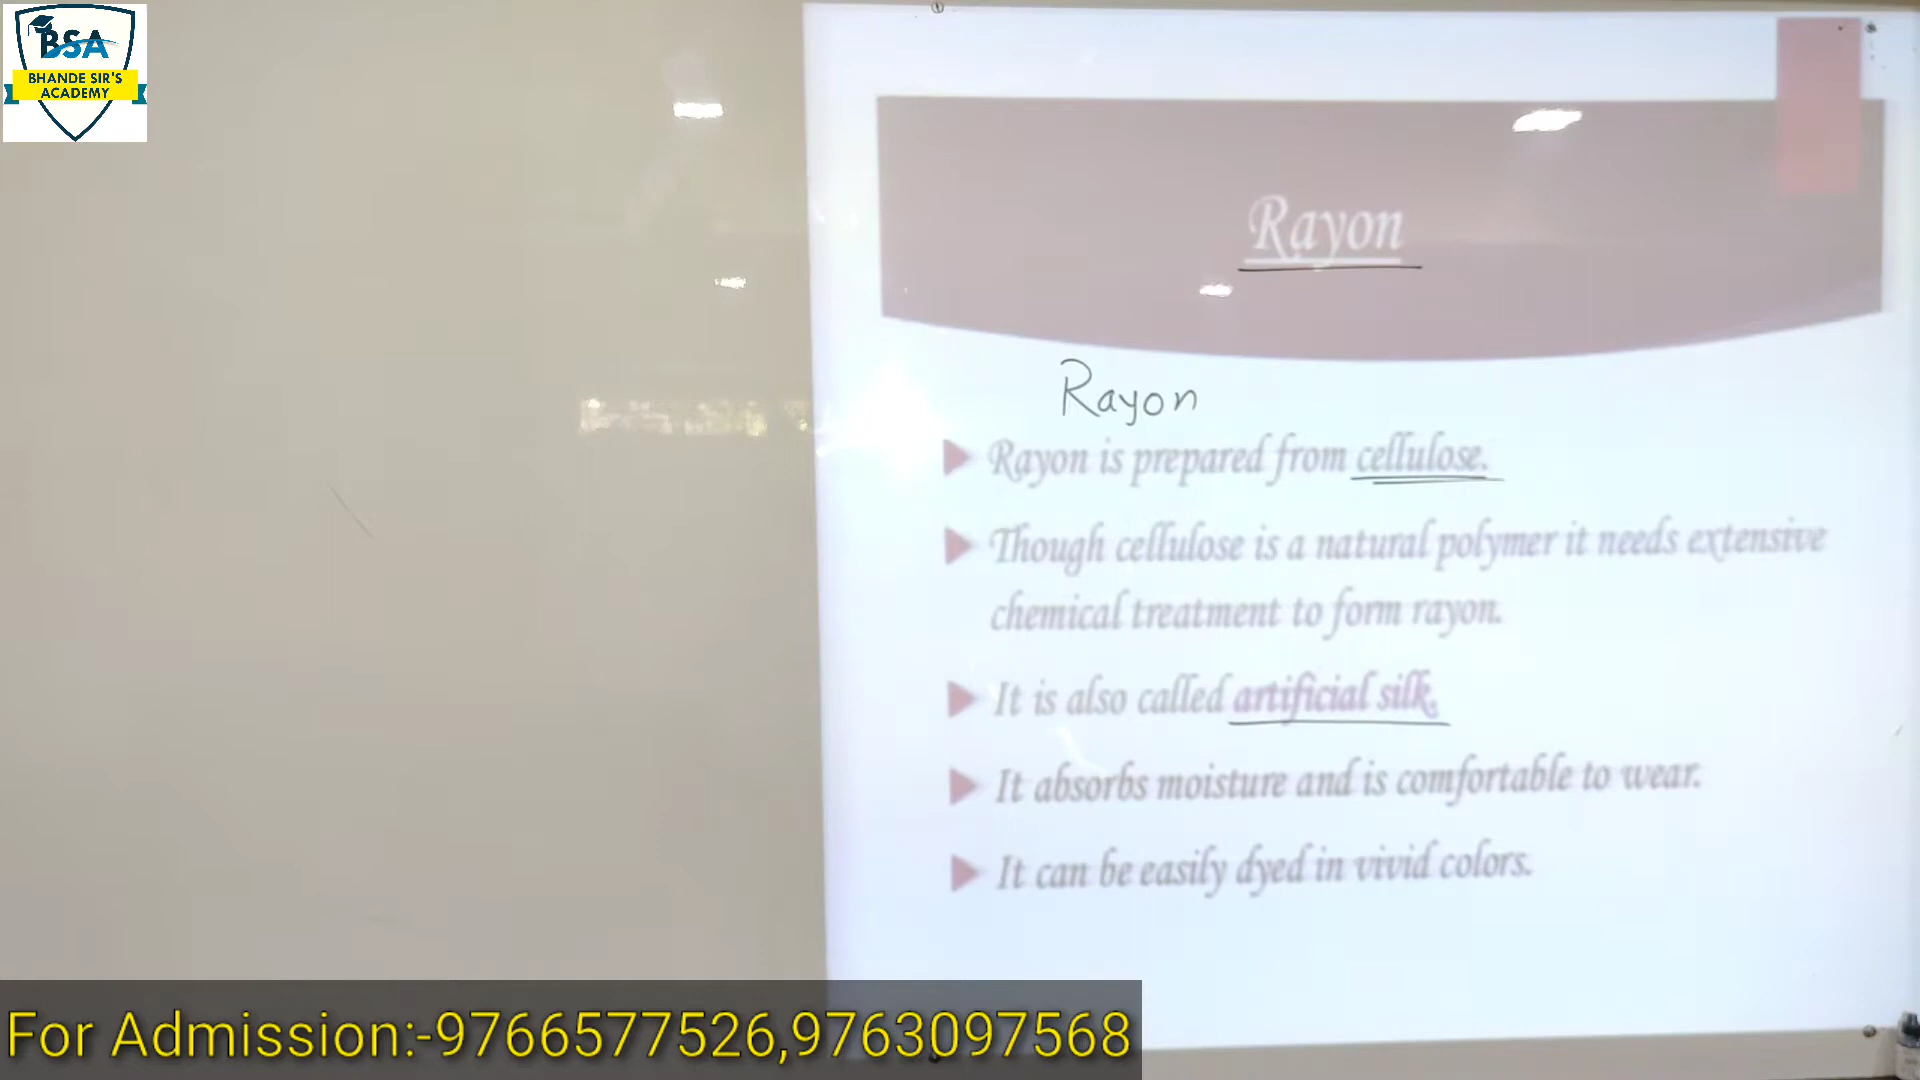 BSA
BHANDE SIR'S
ACADEMY
Rayon
Rayon
Rayon is prepared from cellulose.
Though cellulose is a natural polymer it needs extensive
chemical treatment to form rayon.
It is also called artificial silk.
It absorbs moisture and is comfortable to wear.
It can be easily dyed in vivid colors.
For Admission:-9766577526,9763097568